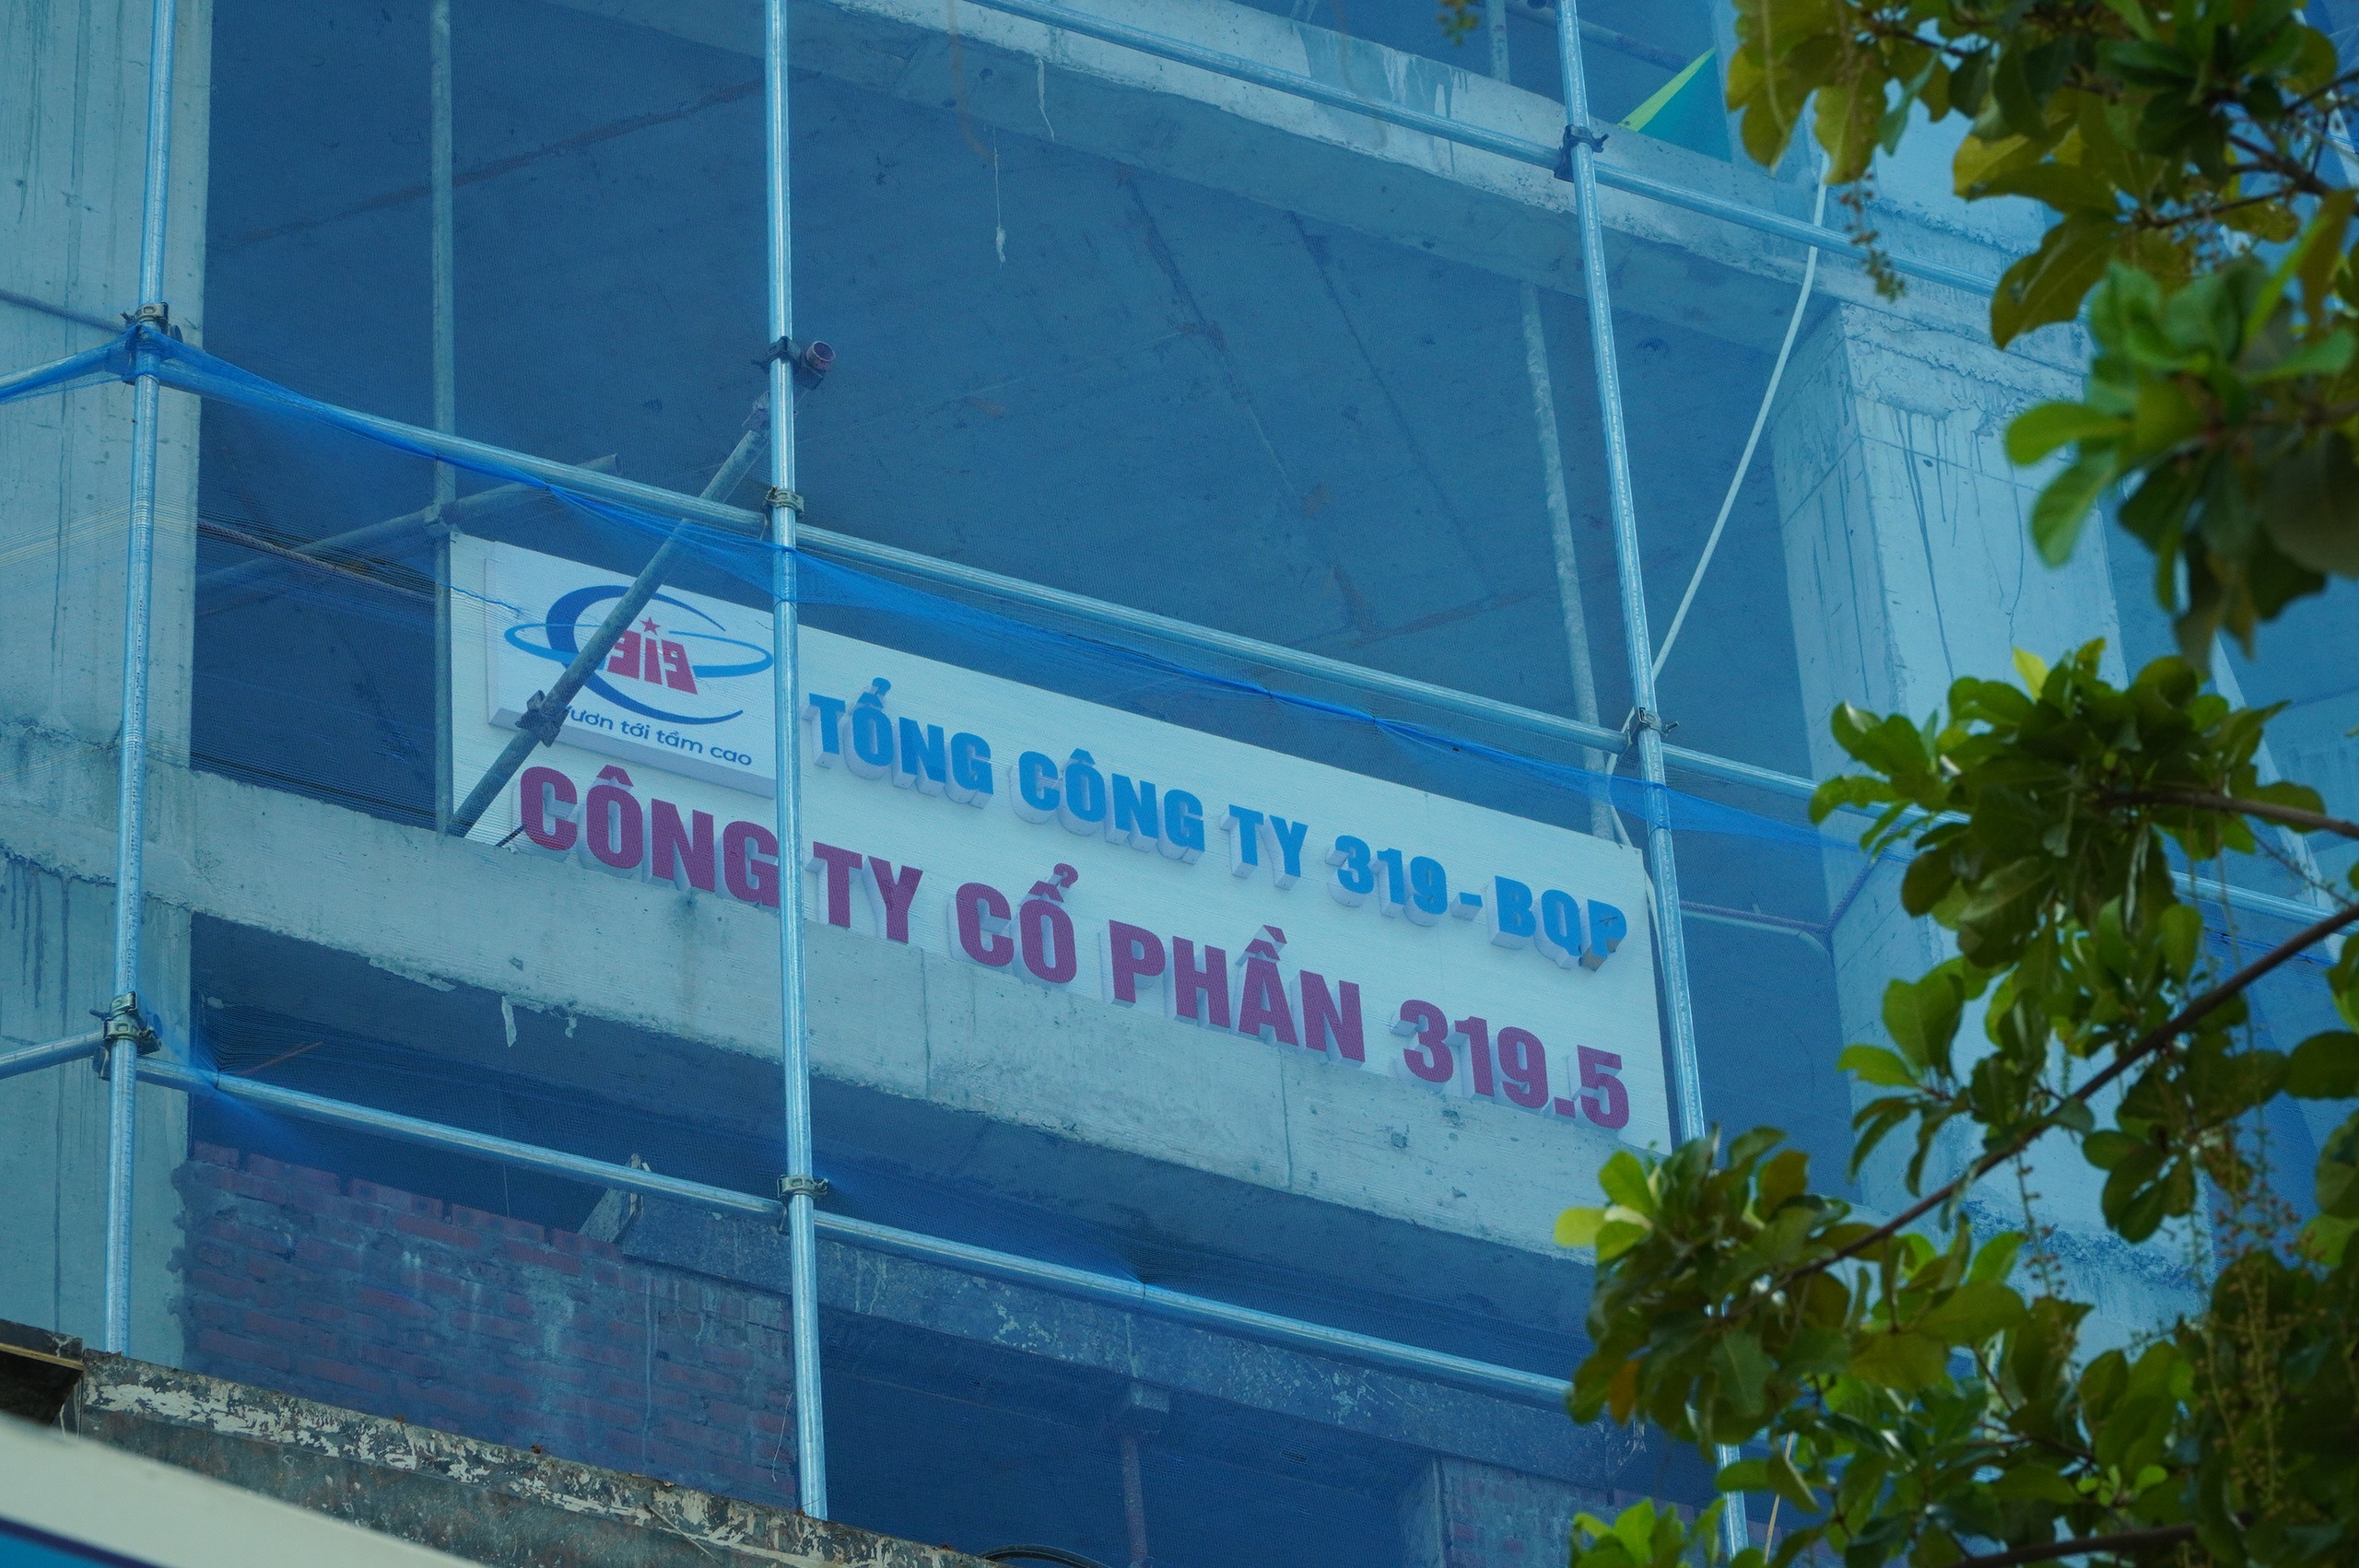 319
Vươn tới tầm cao
TỔNG CÔNG TY 319 - BQP
CÔNG TY CỔ PHẦN 319.5